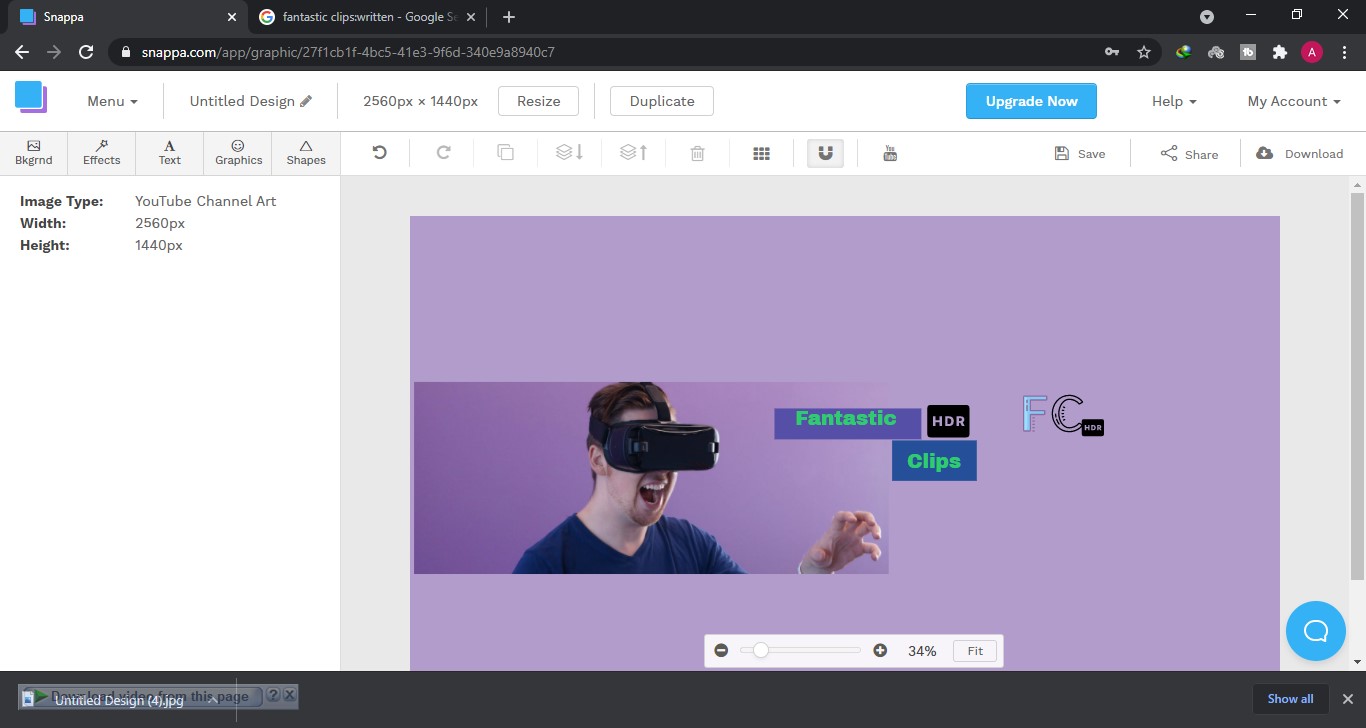 Snappa
fantastic clips:written - Google Se
snappa.com/app/graphic/27f1cb1f-4bc5-41e3-9f6d-340e9a8940c7
tb
A
Menu
Untitled Design
2560px × 1440px
Resize
Duplicate
Upgrade Now
Help
My Account
Bkgrnd
Effects
A
Text
Graphics
Shapes
You
Tube
Save
Share
Download
Image Type: YouTube Channel Art
Width: 2560px
Height: 1440px
Fantastic
HDR
Clips
FC
HDR
34%
Fit
Download video from this page ? X
Untitled Design (4).jpg
Show all